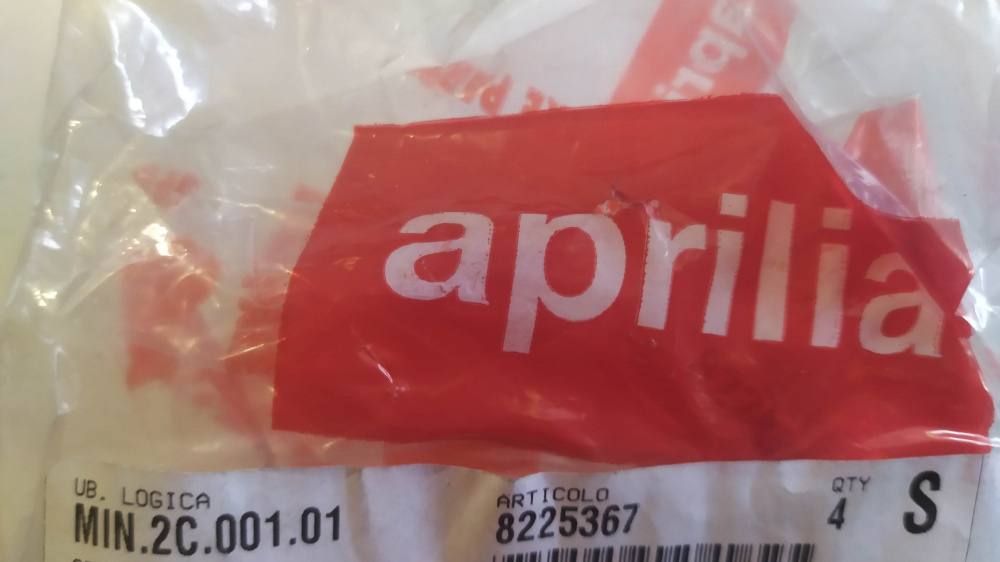 aprilia
UB. LOGICA
MIN.2C.001.01
ARTICOLO
8225367
QTY
4
S